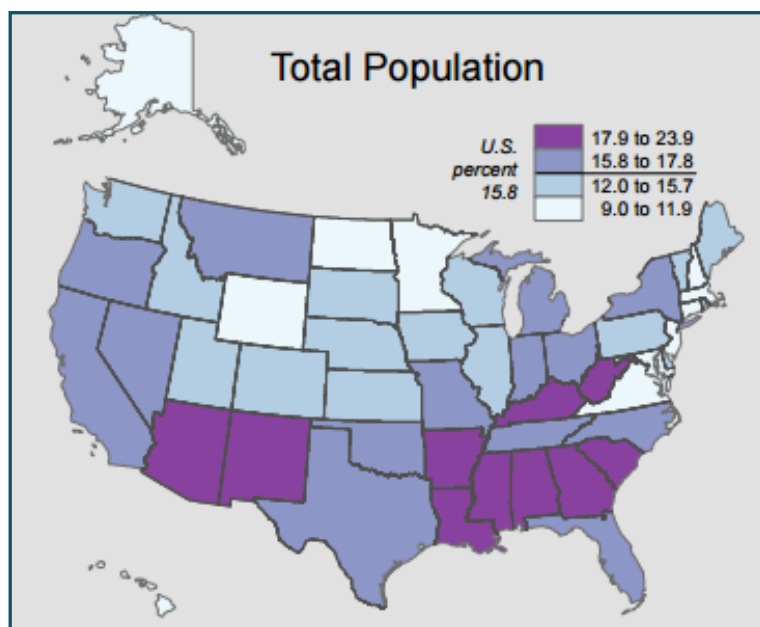 Total Population
U.S.
percent
15.8
17.9 to 23.9
15.8 to 17.8
12.0 to 15.7
9.0 to 11.9